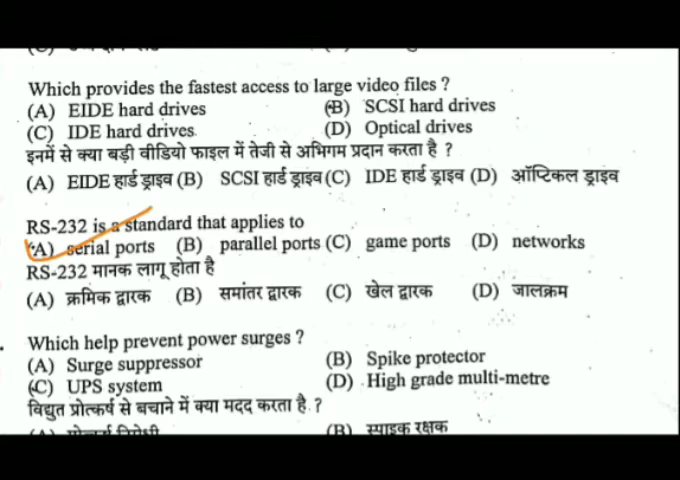 Which provides the fastest access to large video files ?
(A) EIDE hard drives (B) SCSI hard drives
(C) IDE hard drives (D) Optical drives
इनमें से क्या बड़ी वीडियो फाइल में तेजी से अभिगम प्रदान करता है ?
(A) EIDE हार्ड ड्राइव (B) SCSI हार्ड ड्राइव (C) IDE हार्ड ड्राइव (D) ऑप्टिकल ड्राइव
RS-232 is a standard that applies to
(A) serial ports (B) parallel ports (C) game ports (D) networks
RS-232 मानक लागू होता है
(A) क्रमिक द्वारक (B) समांतर द्वारक (C) खेल द्वारक (D) जालक्रम
Which help prevent power surges ?
(A) Surge suppressor (B) Spike protector
(C) UPS system (D) High grade multi-metre
विद्युत प्रोत्कर्ष से बचाने में क्या मदद करता है ?
(B) स्पाइक रक्षक